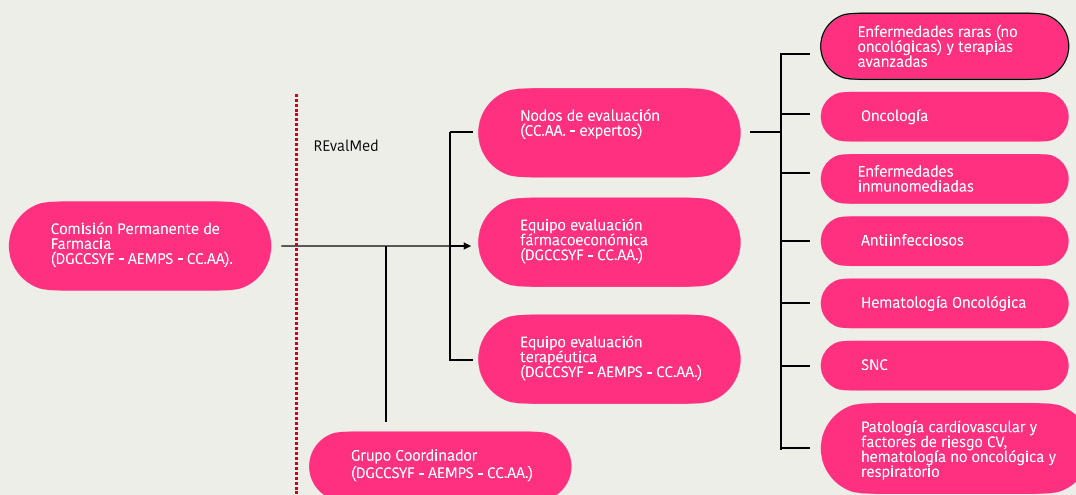 Comisión Permanente de
Farmacia
(DGCCSYF - AEMPS - CC.AA).
REvalMed
Grupo Coordinador
(DGCCSYF - AEMPS - CC.AA.)
Nodos de evaluación
(CC.AA. - expertos)
Equipo evaluación
fármacoeconómica
(DGCCSYF - CC.AA.)
Equipo evaluación
terapéutica
(DGCCSYF - AEMPS - CC.AA.)
Enfermedades raras (no
oncológicas) y terapias
avanzadas
Oncología
Enfermedades
inmunomediadas
Antiinfecciosos
Hematología Oncológica
SNC
Patología cardiovascular y
factores de riesgo CV,
hematología no oncológica y
respiratorio